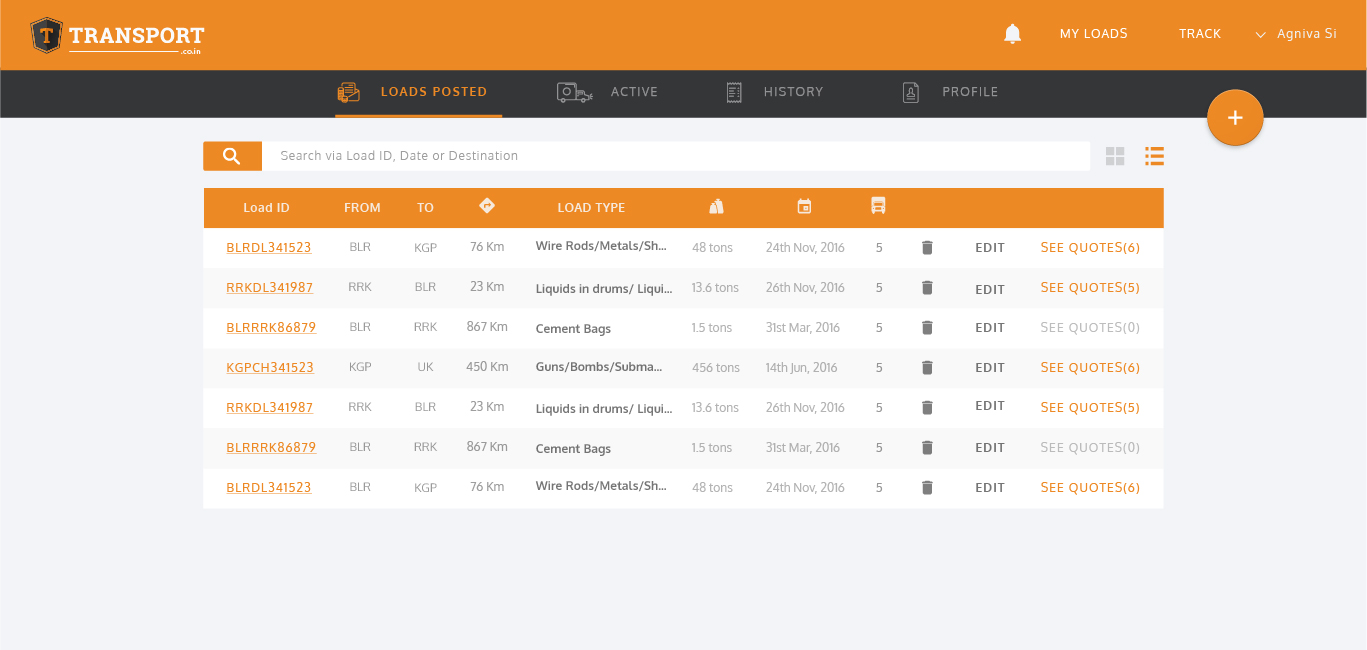 T TRANSPORT
.co.in
MY LOADS TRACK Agniva Si
LOADS POSTED ACTIVE HISTORY PROFILE
+
Search via Load ID, Date or Destination
Load ID FROM TO LOAD TYPE
BLRDL341523 BLR KGP 76 Km Wire Rods/Metals/Sh... 48 tons 24th Nov, 2016 5 EDIT SEE QUOTES(6)
RRKDL341987 RRK BLR 23 Km Liquids in drums/ Liqui... 13.6 tons 26th Nov, 2016 5 EDIT SEE QUOTES(5)
BLRRRK86879 BLR RRK 867 Km Cement Bags 1.5 tons 31st Mar, 2016 5 EDIT SEE QUOTES(0)
KGPCH341523 KGP UK 450 Km Guns/Bombs/Subma... 456 tons 14th Jun, 2016 5 EDIT SEE QUOTES(6)
RRKDL341987 RRK BLR 23 Km Liquids in drums/ Liqui... 13.6 tons 26th Nov, 2016 5 EDIT SEE QUOTES(5)
BLRRRK86879 BLR RRK 867 Km Cement Bags 1.5 tons 31st Mar, 2016 5 EDIT SEE QUOTES(0)
BLRDL341523 BLR KGP 76 Km Wire Rods/Metals/Sh... 48 tons 24th Nov, 2016 5 EDIT SEE QUOTES(6)